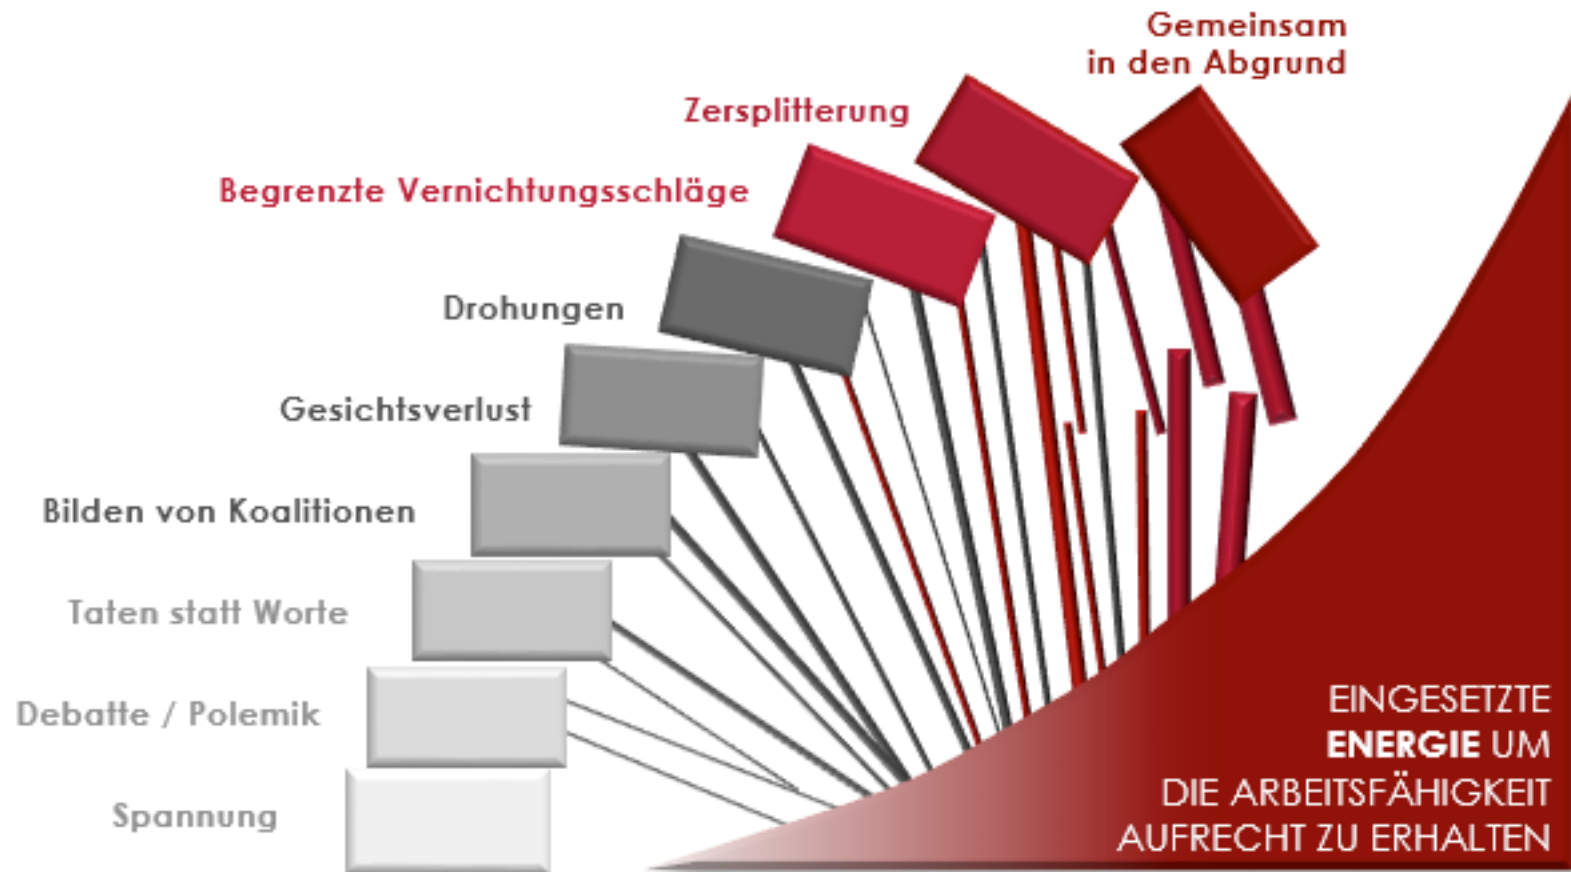 Gemeinsam
in den Abgrund
Zersplitterung
Begrenzte Vernichtungsschläge
Drohungen
Gesichtsverlust
Bilden von Koalitionen
Taten statt Worte
Debatte / Polemik
Spannung
EINGESETZTE
ENERGIE UM
DIE ARBEITSFÄHIGKEIT
AUFRECHT ZU ERHALTEN